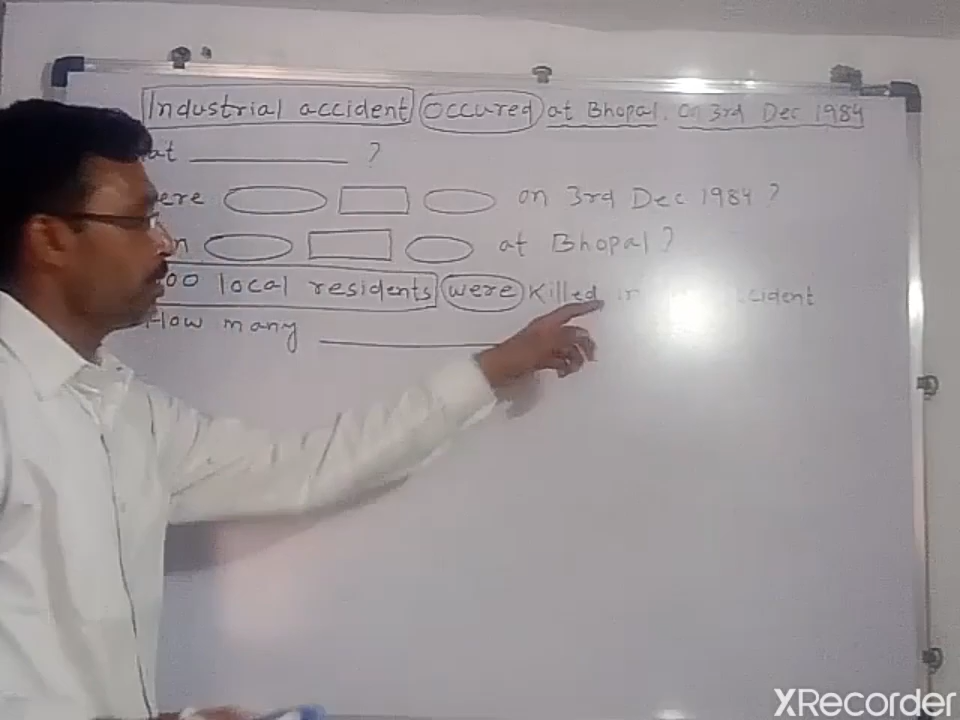 Industrial accident occured at Bhopal. on 3rd Dec 1984
at ?
ere on 3rd Dec 1984 ?
n at Bhopal ?
00 local residents were killed in cident
How many
XRecorder